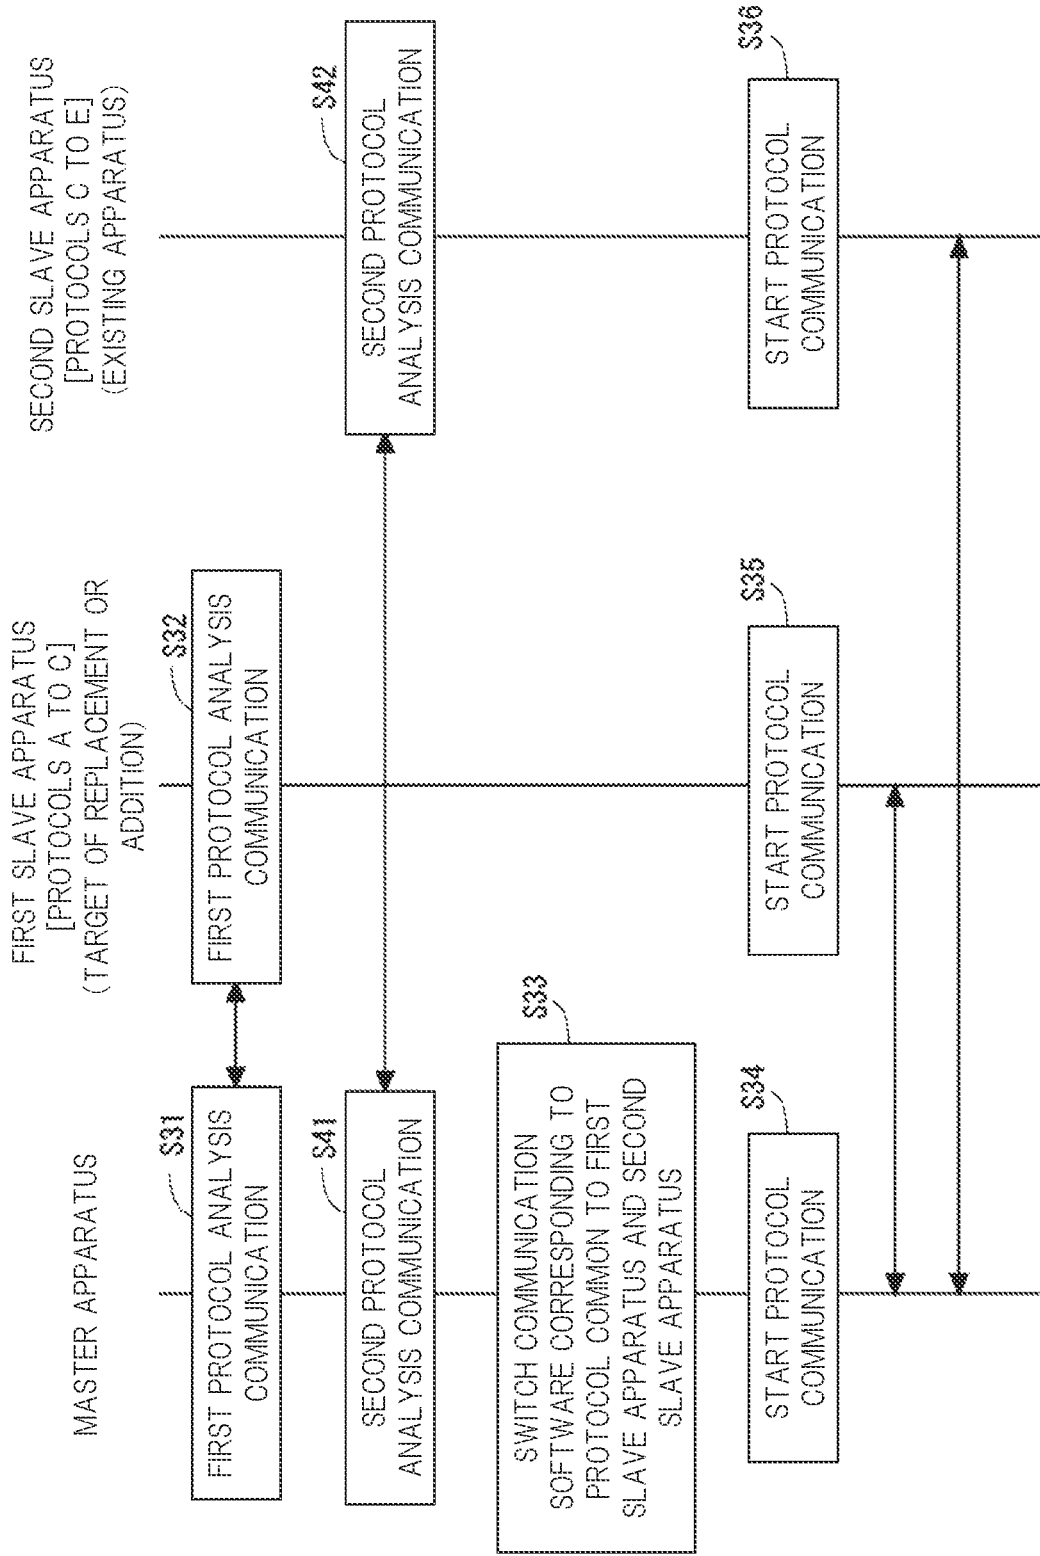 MASTER APPARATUS
FIRST SLAVE APPARATUS
[PROTOCOLS A TO C]
(TARGET OF REPLACEMENT OR
ADDITION)
SECOND SLAVE APPARATUS
[PROTOCOLS C TO E]
(EXISTING APPARATUS)
S31
FIRST PROTOCOL ANALYSIS
COMMUNICATION
S32
FIRST PROTOCOL ANALYSIS
COMMUNICATION
S41
SECOND PROTOCOL
ANALYSIS COMMUNICATION
S42
SECOND PROTOCOL
ANALYSIS COMMUNICATION
S33
SWITCH COMMUNICATION
SOFTWARE CORRESPONDING TO
PROTOCOL COMMON TO FIRST
SLAVE APPARATUS AND SECOND
SLAVE APPARATUS
S34
START PROTOCOL
COMMUNICATION
S35
START PROTOCOL
COMMUNICATION
S36
START PROTOCOL
COMMUNICATION